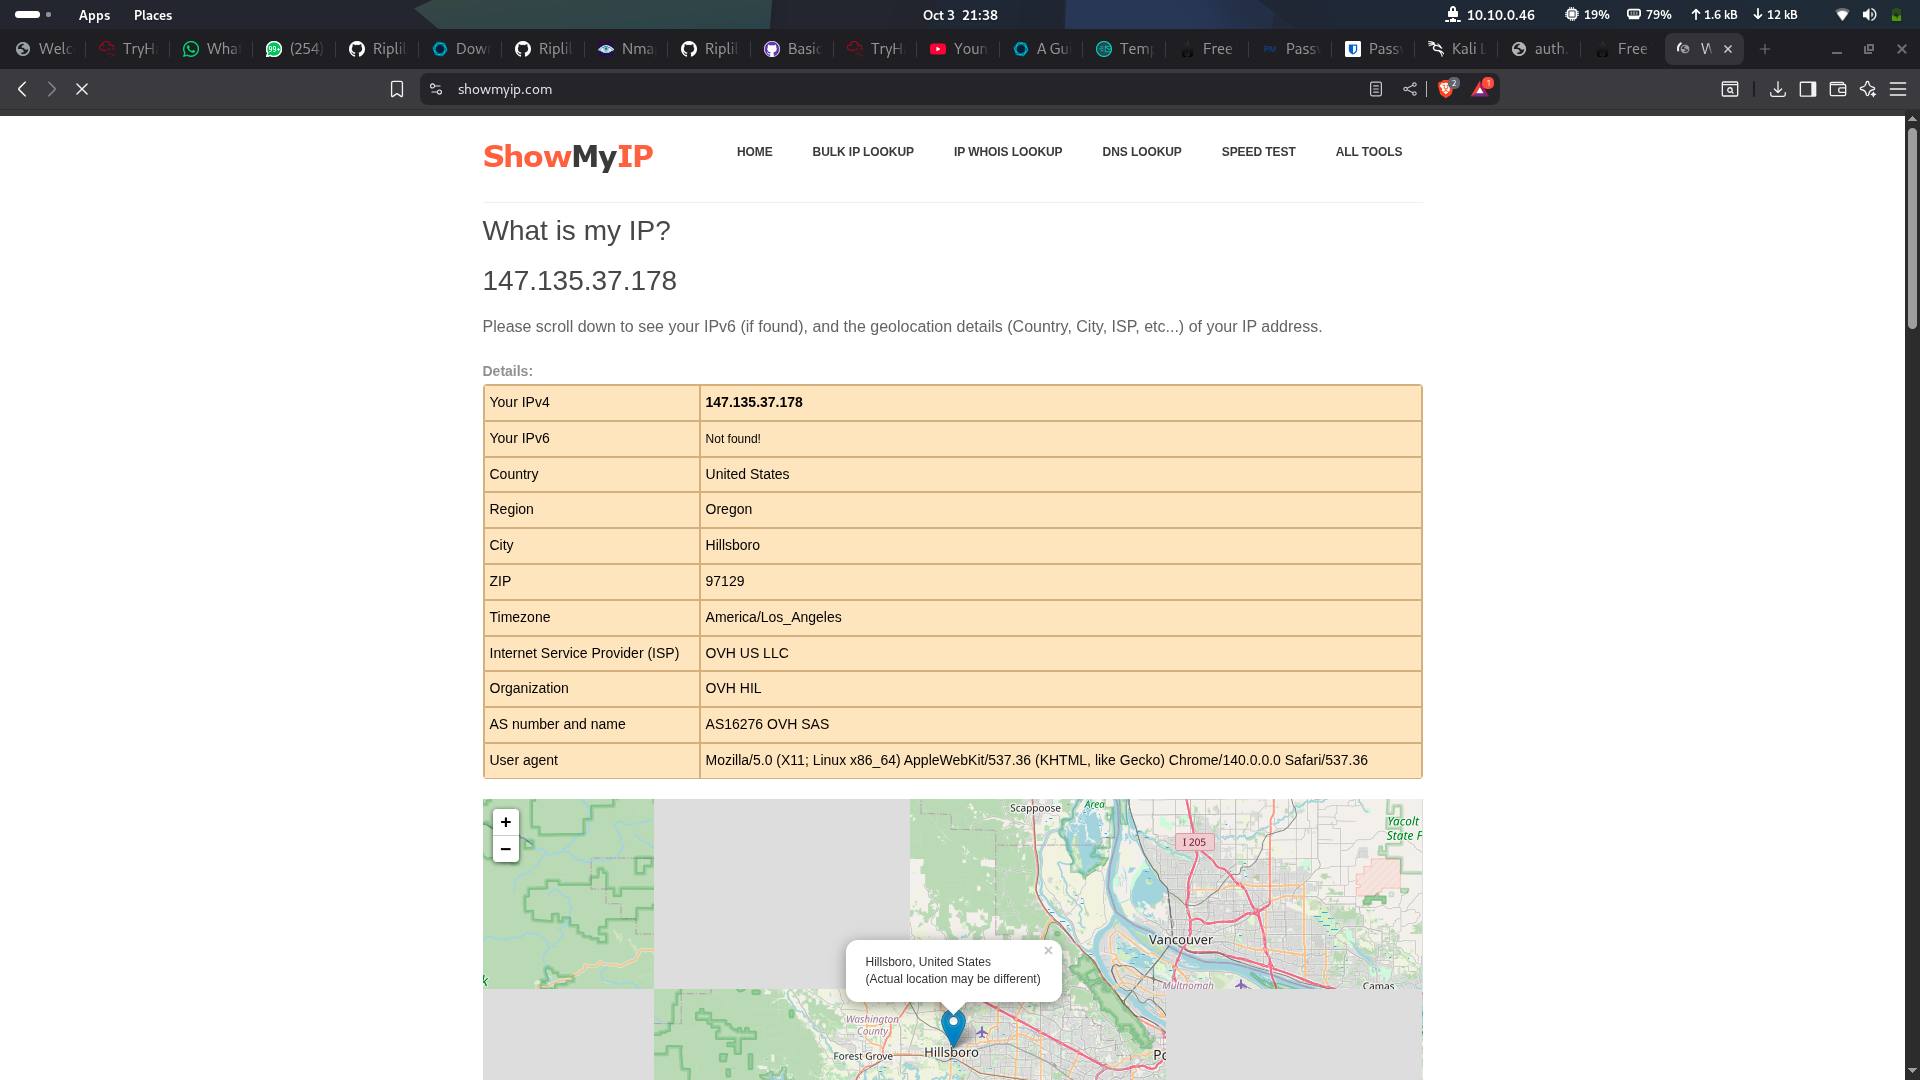 Apps Places Oct 3 21:38 10.10.0.46 19% 79% 1.6 kB 12 kB
Welc TryH What (254) Ripli Dow Ripli Nma Ripli Basic TryH Youn A Gu Temp Free Pass Pass Kali L auth. Free W
showmyip.com 2 1
ShowMyIP HOME BULK IP LOOKUP IP WHOIS LOOKUP DNS LOOKUP SPEED TEST ALL TOOLS
What is my IP?
147.135.37.178
Please scroll down to see your IPv6 (if found), and the geolocation details (Country, City, ISP, etc...) of your IP address.
Details:
Your IPv4 147.135.37.178
Your IPv6 Not found!
Country United States
Region Oregon
City Hillsboro
ZIP 97129
Timezone America/Los_Angeles
Internet Service Provider (ISP) OVH US LLC
Organization OVH HIL
AS number and name AS16276 OVH SAS
User agent Mozilla/5.0 (X11; Linux x86_64) AppleWebKit/537.36 (KHTML, like Gecko) Chrome/140.0.0.0 Safari/537.36
+
−
Scappoose
Area
Yacolt
State F
I 205
Vancouver
Hillsboro, United States
(Actual location may be different)
×
Multnomah
Camas
Washington
County
Forest Grove
Hillsboro